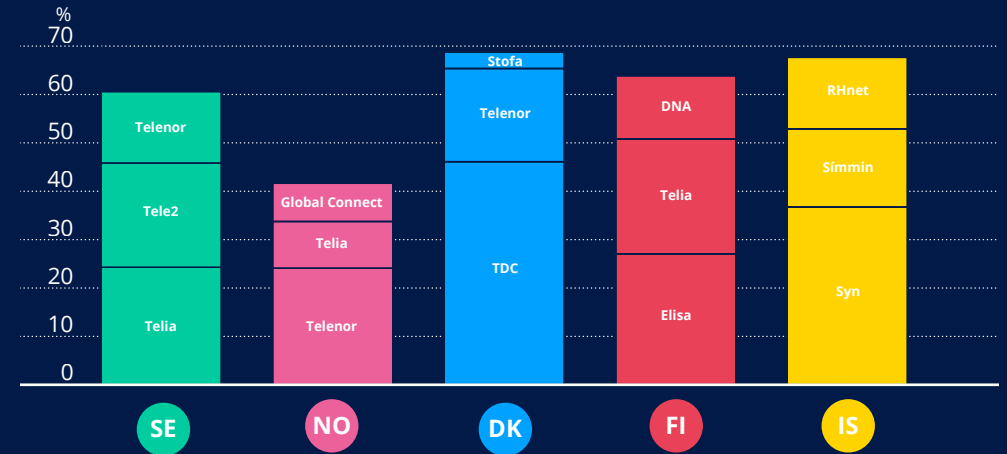 %
70
60
50
40
30
20
10
0
Telenor
Tele2
Telia
Global Connect
Telia
Telenor
Stofa
Telenor
TDC
DNA
Telia
Elisa
RHnet
Símmin
Syn
SE
NO
DK
FI
IS